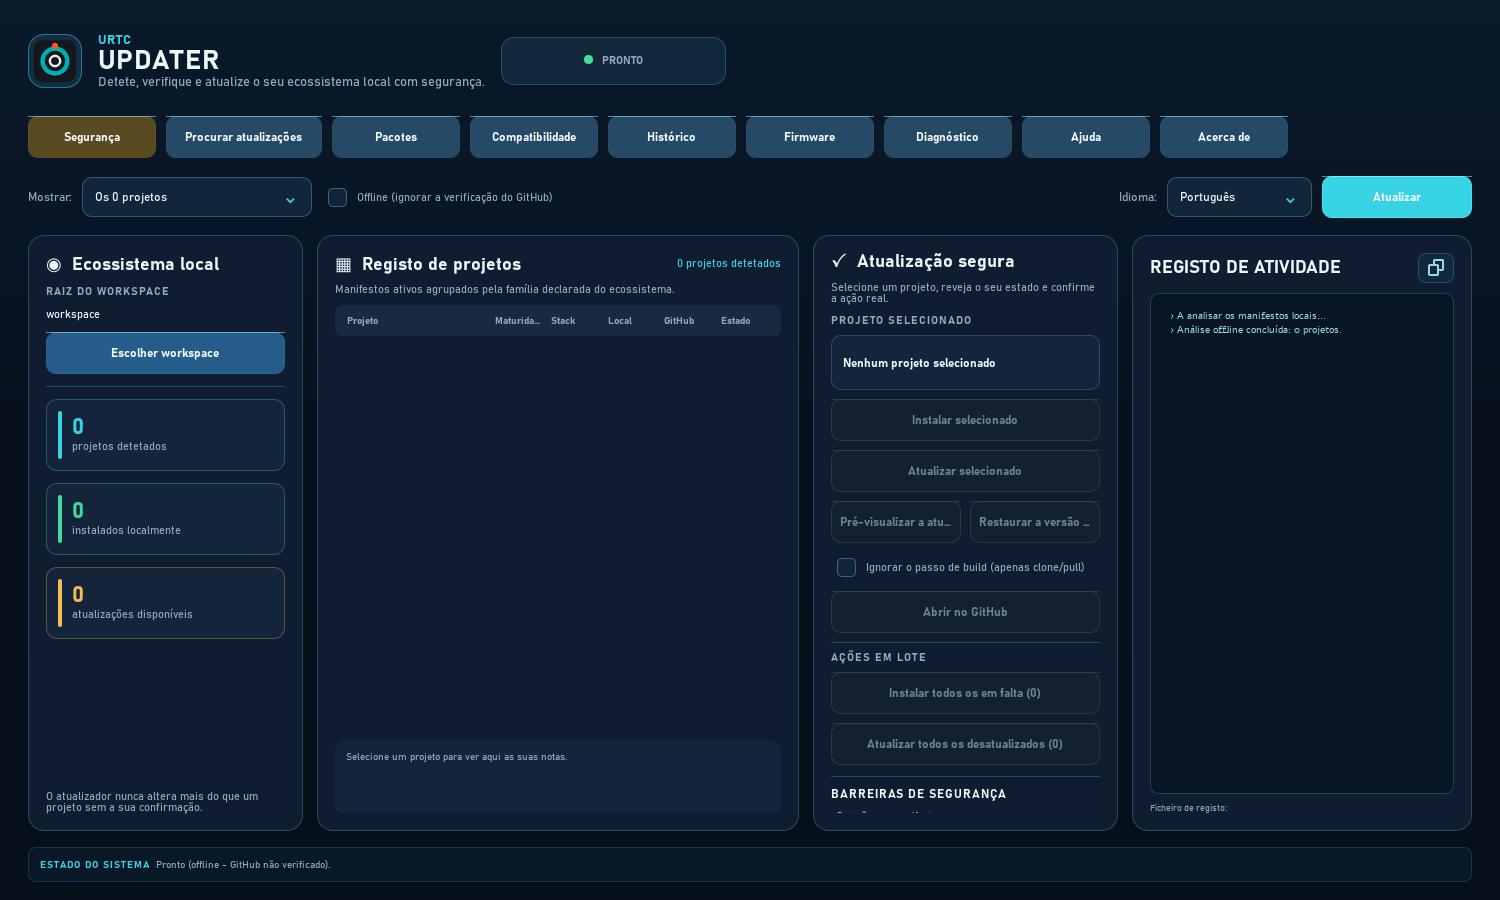 URTC
UPDATER
Detete, verifique e atualize o seu ecossistema local com segurança.
PRONTO
Segurança
Procurar atualizações
Pacotes
Compatibilidade
Histórico
Firmware
Diagnóstico
Ajuda
Acerca de
Mostrar:
Os 0 projetos
Offline (ignorar a verificação do GitHub)
Idioma:
Português
Atualizar
Ecossistema local
RAIZ DO WORKSPACE
workspace
Escolher workspace
0
projetos detetados
0
instalados localmente
0
atualizações disponíveis
O atualizador nunca altera mais do que um
projeto sem a sua confirmação.
Registo de projetos
0 projetos detetados
Manifestos ativos agrupados pela família declarada do ecossistema.
Projeto
Maturida...
Stack
Local
GitHub
Estado
Selecione um projeto para ver aqui as suas notas.
Atualização segura
Selecione um projeto, reveja o seu estado e confirme
a ação real.
PROJETO SELECIONADO
Nenhum projeto selecionado
Instalar selecionado
Atualizar selecionado
Pré-visualizar a atu...
Restaurar a versão ...
Ignorar o passo de build (apenas clone/pull)
Abrir no GitHub
AÇÕES EM LOTE
Instalar todos os em falta (0)
Atualizar todos os desatualizados (0)
BARREIRAS DE SEGURANÇA
REGISTO DE ATIVIDADE
› A analisar os manifestos locais...
› Análise offline concluída: 0 projetos.
Ficheiro de registo:
ESTADO DO SISTEMA
Pronto (offline - GitHub não verificado).